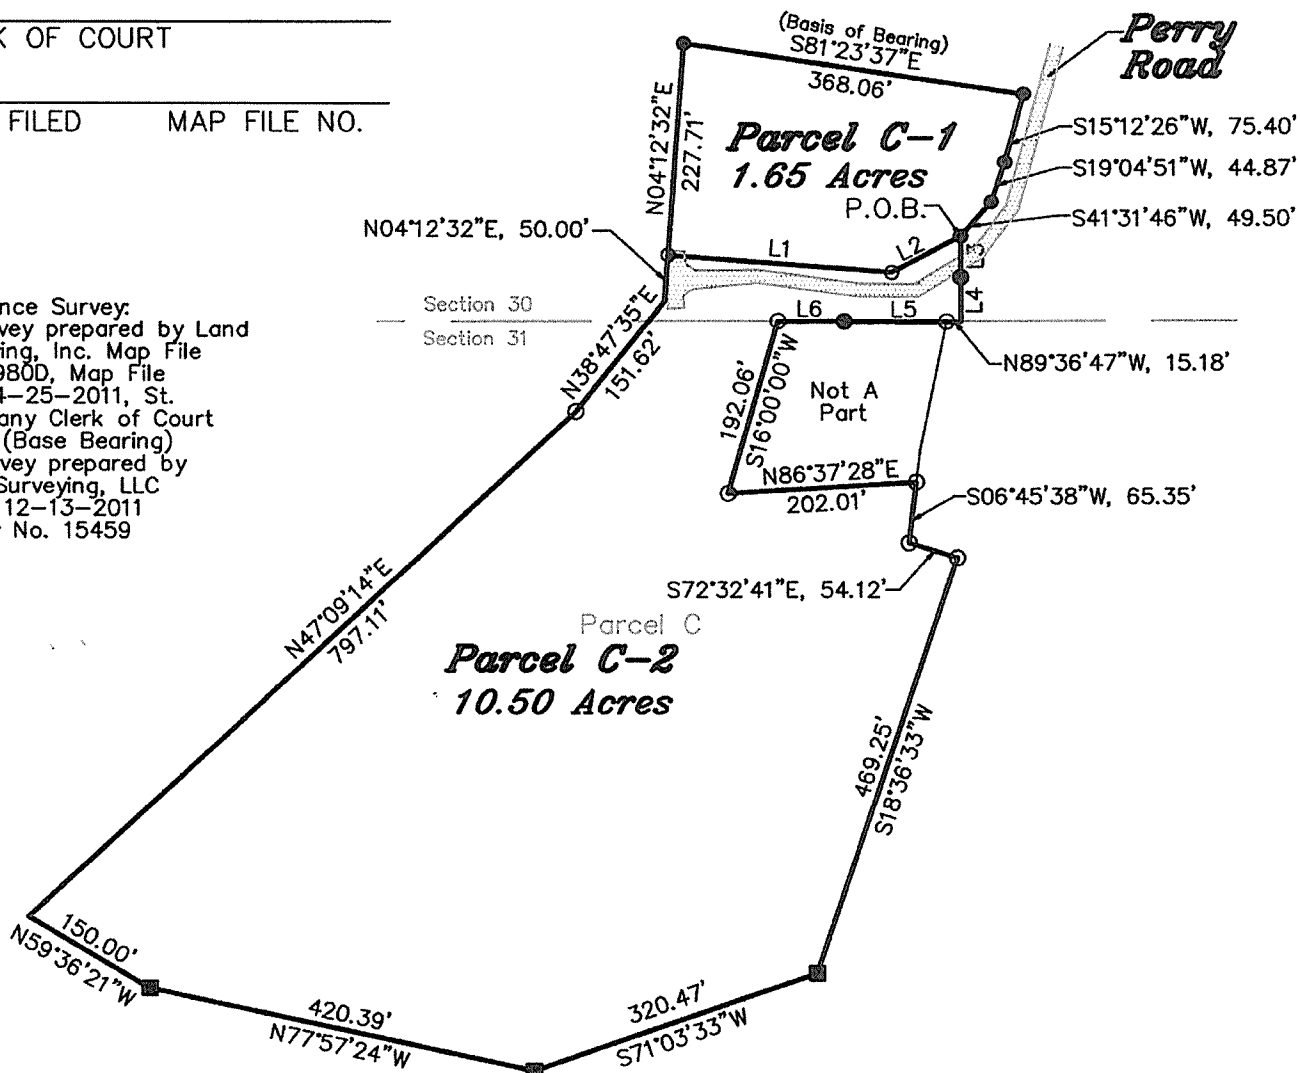 K OF COURT
FILED MAP FILE NO.
(Basis of Bearing)
S81°23'37"E
368.06'
Perry
Road
N04°12'32"E
227.71'
Parcel C-1
1.65 Acres
P.O.B.
S15°12'26"W, 75.40'
S19°04'51"W, 44.87'
S41°31'46"W, 49.50'
N04°12'32"E, 50.00'
L1
L2
L3
L4
Section 30
Section 31
L6
L5
N89°36'47"W, 15.18'
nce Survey:
vey prepared by Land
ing, Inc. Map File
980D, Map File
4-25-2011, St.
any Clerk of Court
(Base Bearing)
vey prepared by
Surveying, LLC
12-13-2011
No. 15459
N38°47'35"E
151.62'
192.06'
S16°00'00"W
Not A
Part
N86°37'28"E
202.01'
S06°45'38"W, 65.35'
S72°32'41"E, 54.12'
N47°09'14"E
797.11'
Parcel C
Parcel C-2
10.50 Acres
469.25'
S18°36'33"W
150.00'
N59°36'21"W
420.39'
N77°57'24"W
320.47'
S71°03'33"W